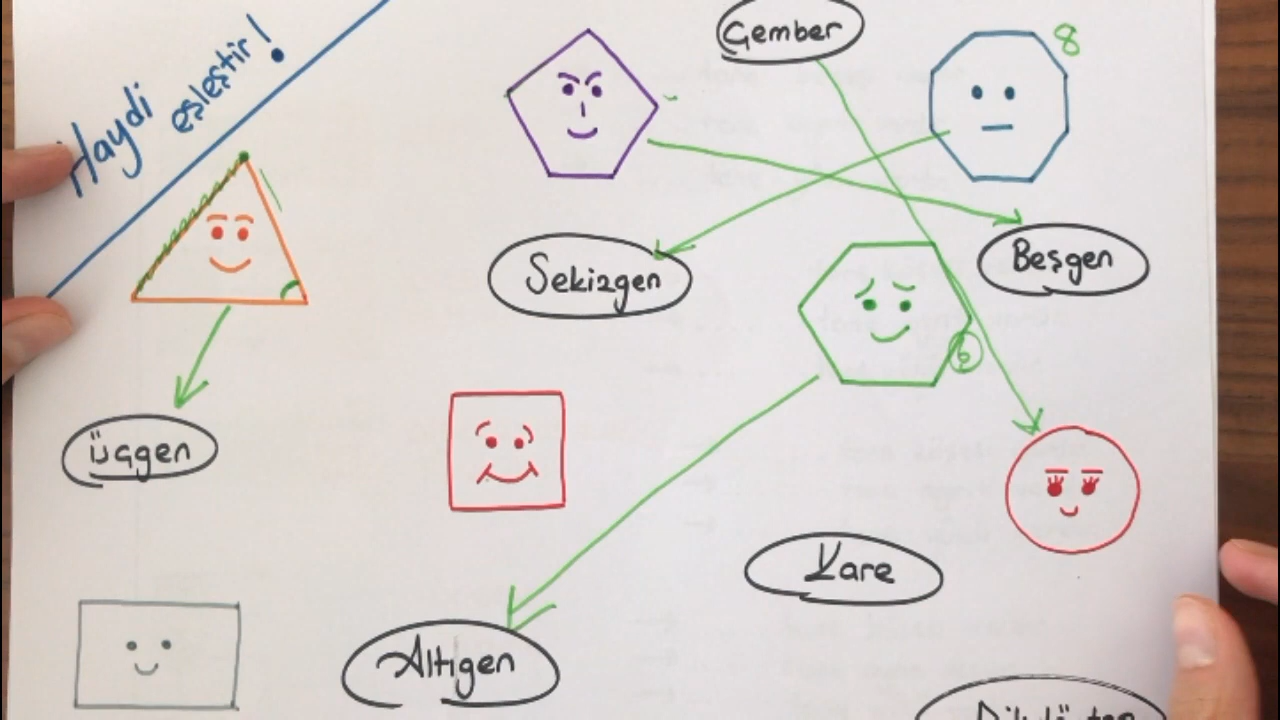 Haydi
eşleştir!
Çember
8
Sekizgen
Beşgen
6
üçgen
Kare
Altıgen